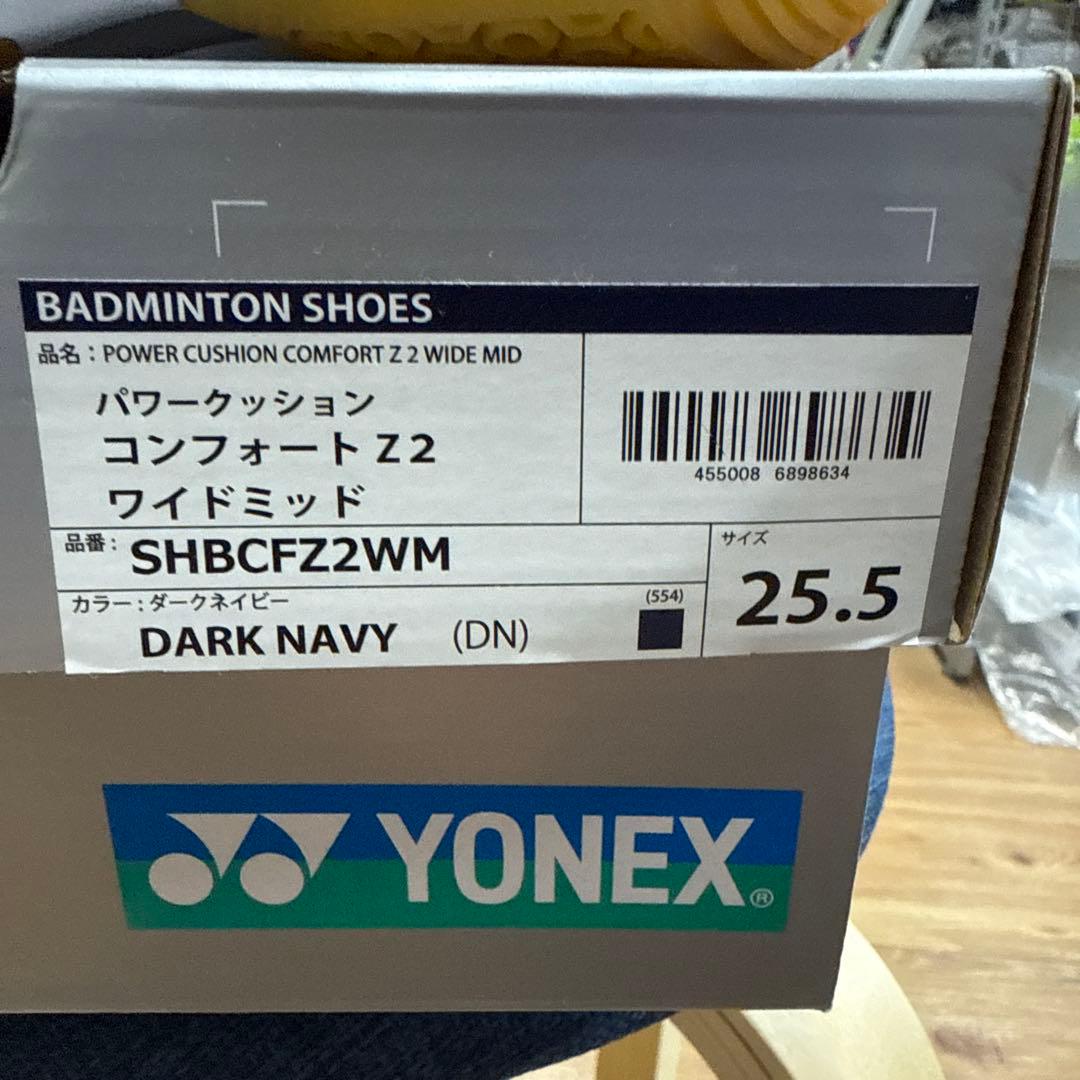 BADMINTON SHOES
品名：POWER CUSHION COMFORT Z 2 WIDE MID
パワークッション
コンフォート Z 2
ワイドミッド
455008 6898634
品番：SHBCFZ2WM
サイズ
25.5
カラー：ダークネイビー
(554)
DARK NAVY (DN)
YONEX®